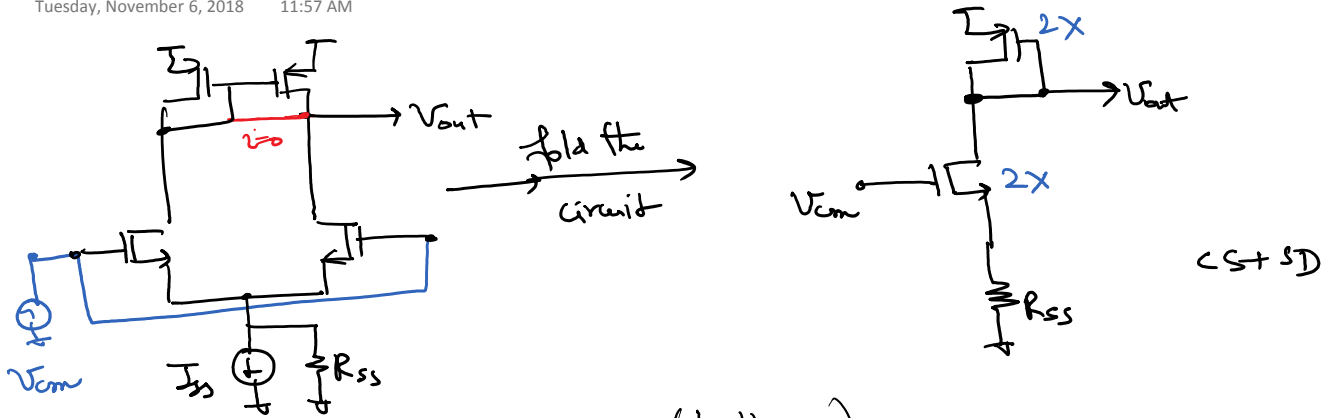 Tuesday, November 6, 2018 11:57 AM
2X
Vout
i=0
Vout
fold the
circuit
2X
Vcm
CS+SD
Rss
Vcm
Iss
Rss